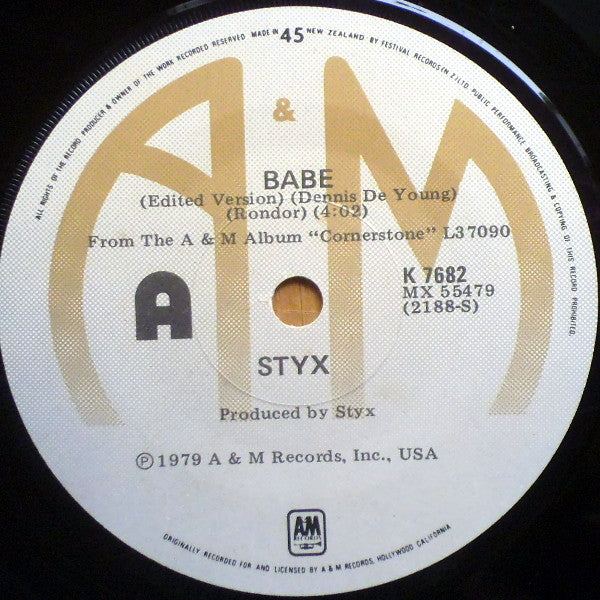 ALL RIGHTS OF THE RECORD PRODUCER & OWNER OF THE WORK RECORDED RESERVED MADE IN 45 NEW ZEALAND BY FESTIVAL RECORDS (N Z) LTD. PUBLIC PERFORMANCE BROADCASTING & COPYING OF THIS RECORD PROHIBITED.
A & M
BABE
(Edited Version) (Dennis De Young)
(Rondor) (4:02)
From The A & M Album "Cornerstone" L37090
A
K 7682
MX 55479
(2188-S)
STYX
Produced by Styx
℗ 1979 A & M Records, Inc., USA
A&M
RECORDS
ORIGINALLY RECORDED FOR AND LICENSED BY A & M RECORDS, HOLLYWOOD CALIFORNIA